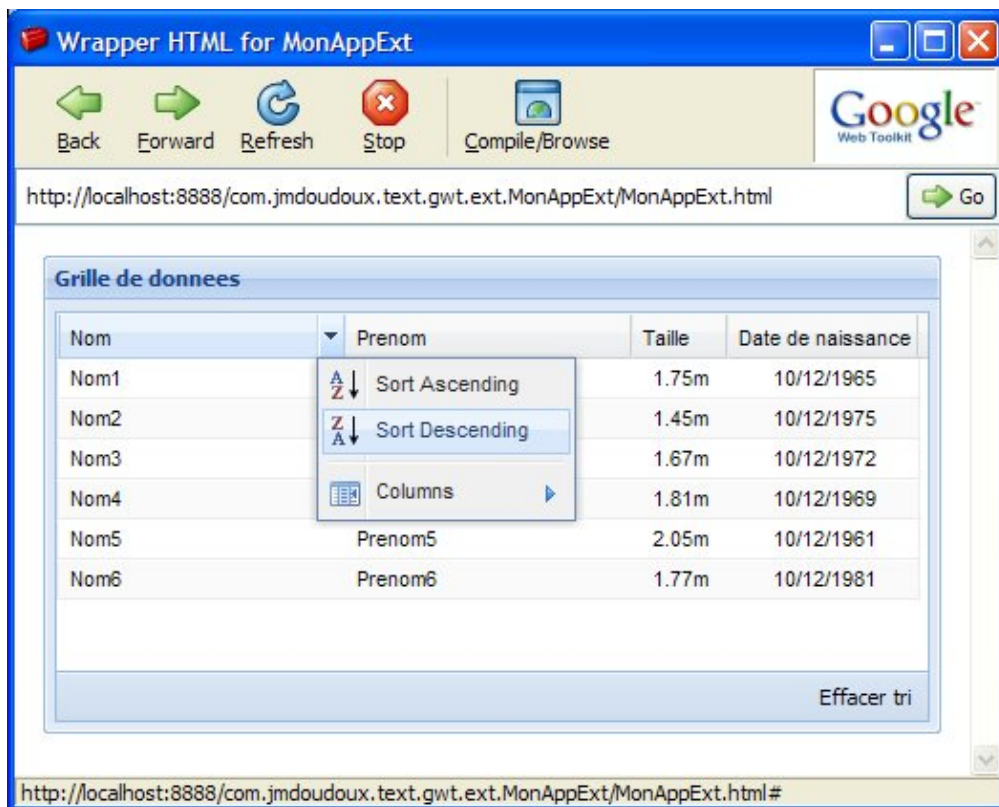 Wrapper HTML for MonAppExt
Back Forward Refresh Stop Compile/Browse
Google
Web Toolkit
http://localhost:8888/com.jmdoudoux.text.gwt.ext.MonAppExt/MonAppExt.html Go
Grille de donnees
Nom Prenom Taille Date de naissance
Nom1 1.75m 10/12/1965
Sort Ascending
Nom2 1.45m 10/12/1975
Sort Descending
Nom3 1.67m 10/12/1972
Nom4 1.81m 10/12/1969
Columns
Nom5 Prenom5 2.05m 10/12/1961
Nom6 Prenom6 1.77m 10/12/1981
Effacer tri
http://localhost:8888/com.jmdoudoux.text.gwt.ext.MonAppExt/MonAppExt.html#